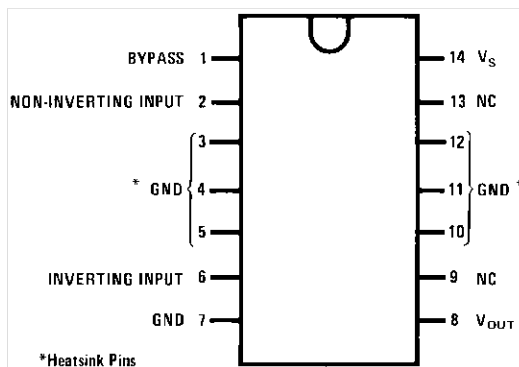 BYPASS 1
14 VS
NON-INVERTING INPUT 2
13 NC
3
12
* GND 4
11 GND *
5
10
INVERTING INPUT 6
9 NC
GND 7
8 VOUT
*Heatsink Pins